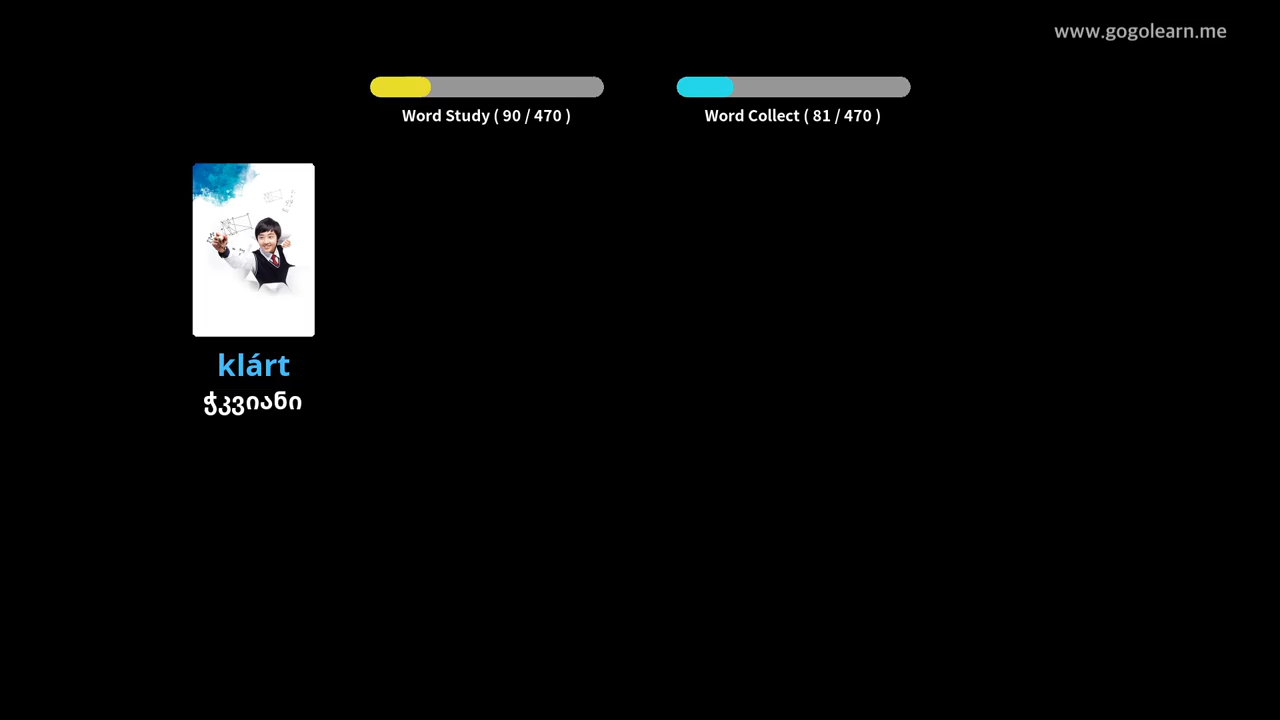 www.gogolearn.me
Word Study ( 90 / 470 )
Word Collect ( 81 / 470 )
klárt
ჭკვიანი